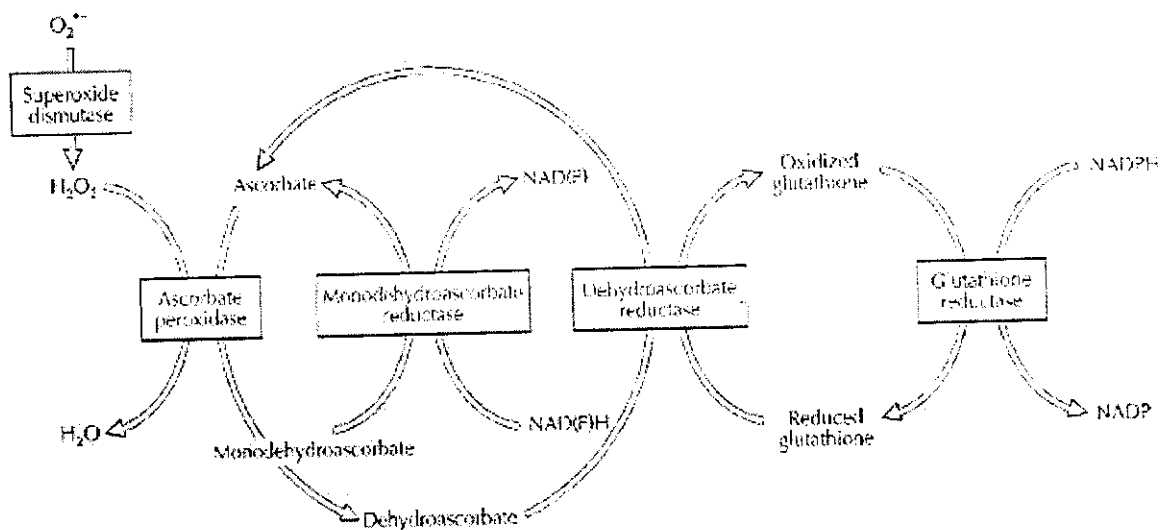 O₂•−
Superoxide
dismutase
H₂O₂
Ascorbate
NAD(P)
Oxidized
glutathione
NADPH
Ascorbate
peroxidase
Monodehydroascorbate
reductase
Dehydroascorbate
reductase
Glutathione
reductase
H₂O
Monodehydroascorbate
NAD(P)H
Reduced
glutathione
NADP
Dehydroascorbate